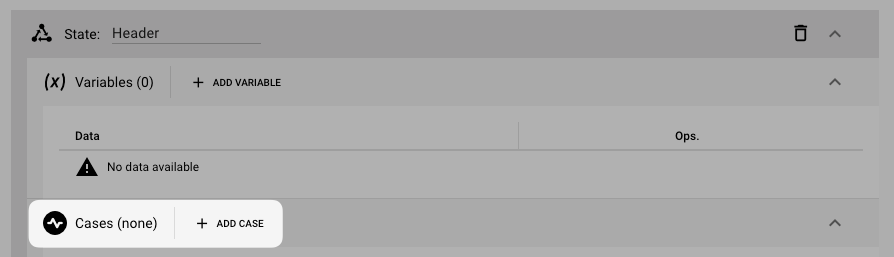 State: Header
(x) Variables (0) + ADD VARIABLE
Data Ops.
No data available
Cases (none) + ADD CASE